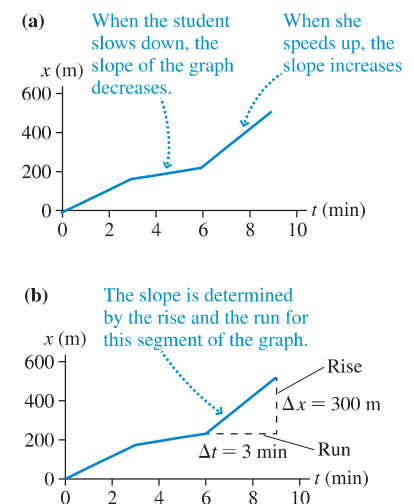 (a)
When the student
slows down, the
slope of the graph
decreases.
When she
speeds up, the
slope increases
x (m)
600
400
200
0
0 2 4 6 8 10
t (min)
(b)
The slope is determined
by the rise and the run for
this segment of the graph.
x (m)
600
400
200
0
Rise
Δx = 300 m
Δt = 3 min
Run
t (min)
0 2 4 6 8 10